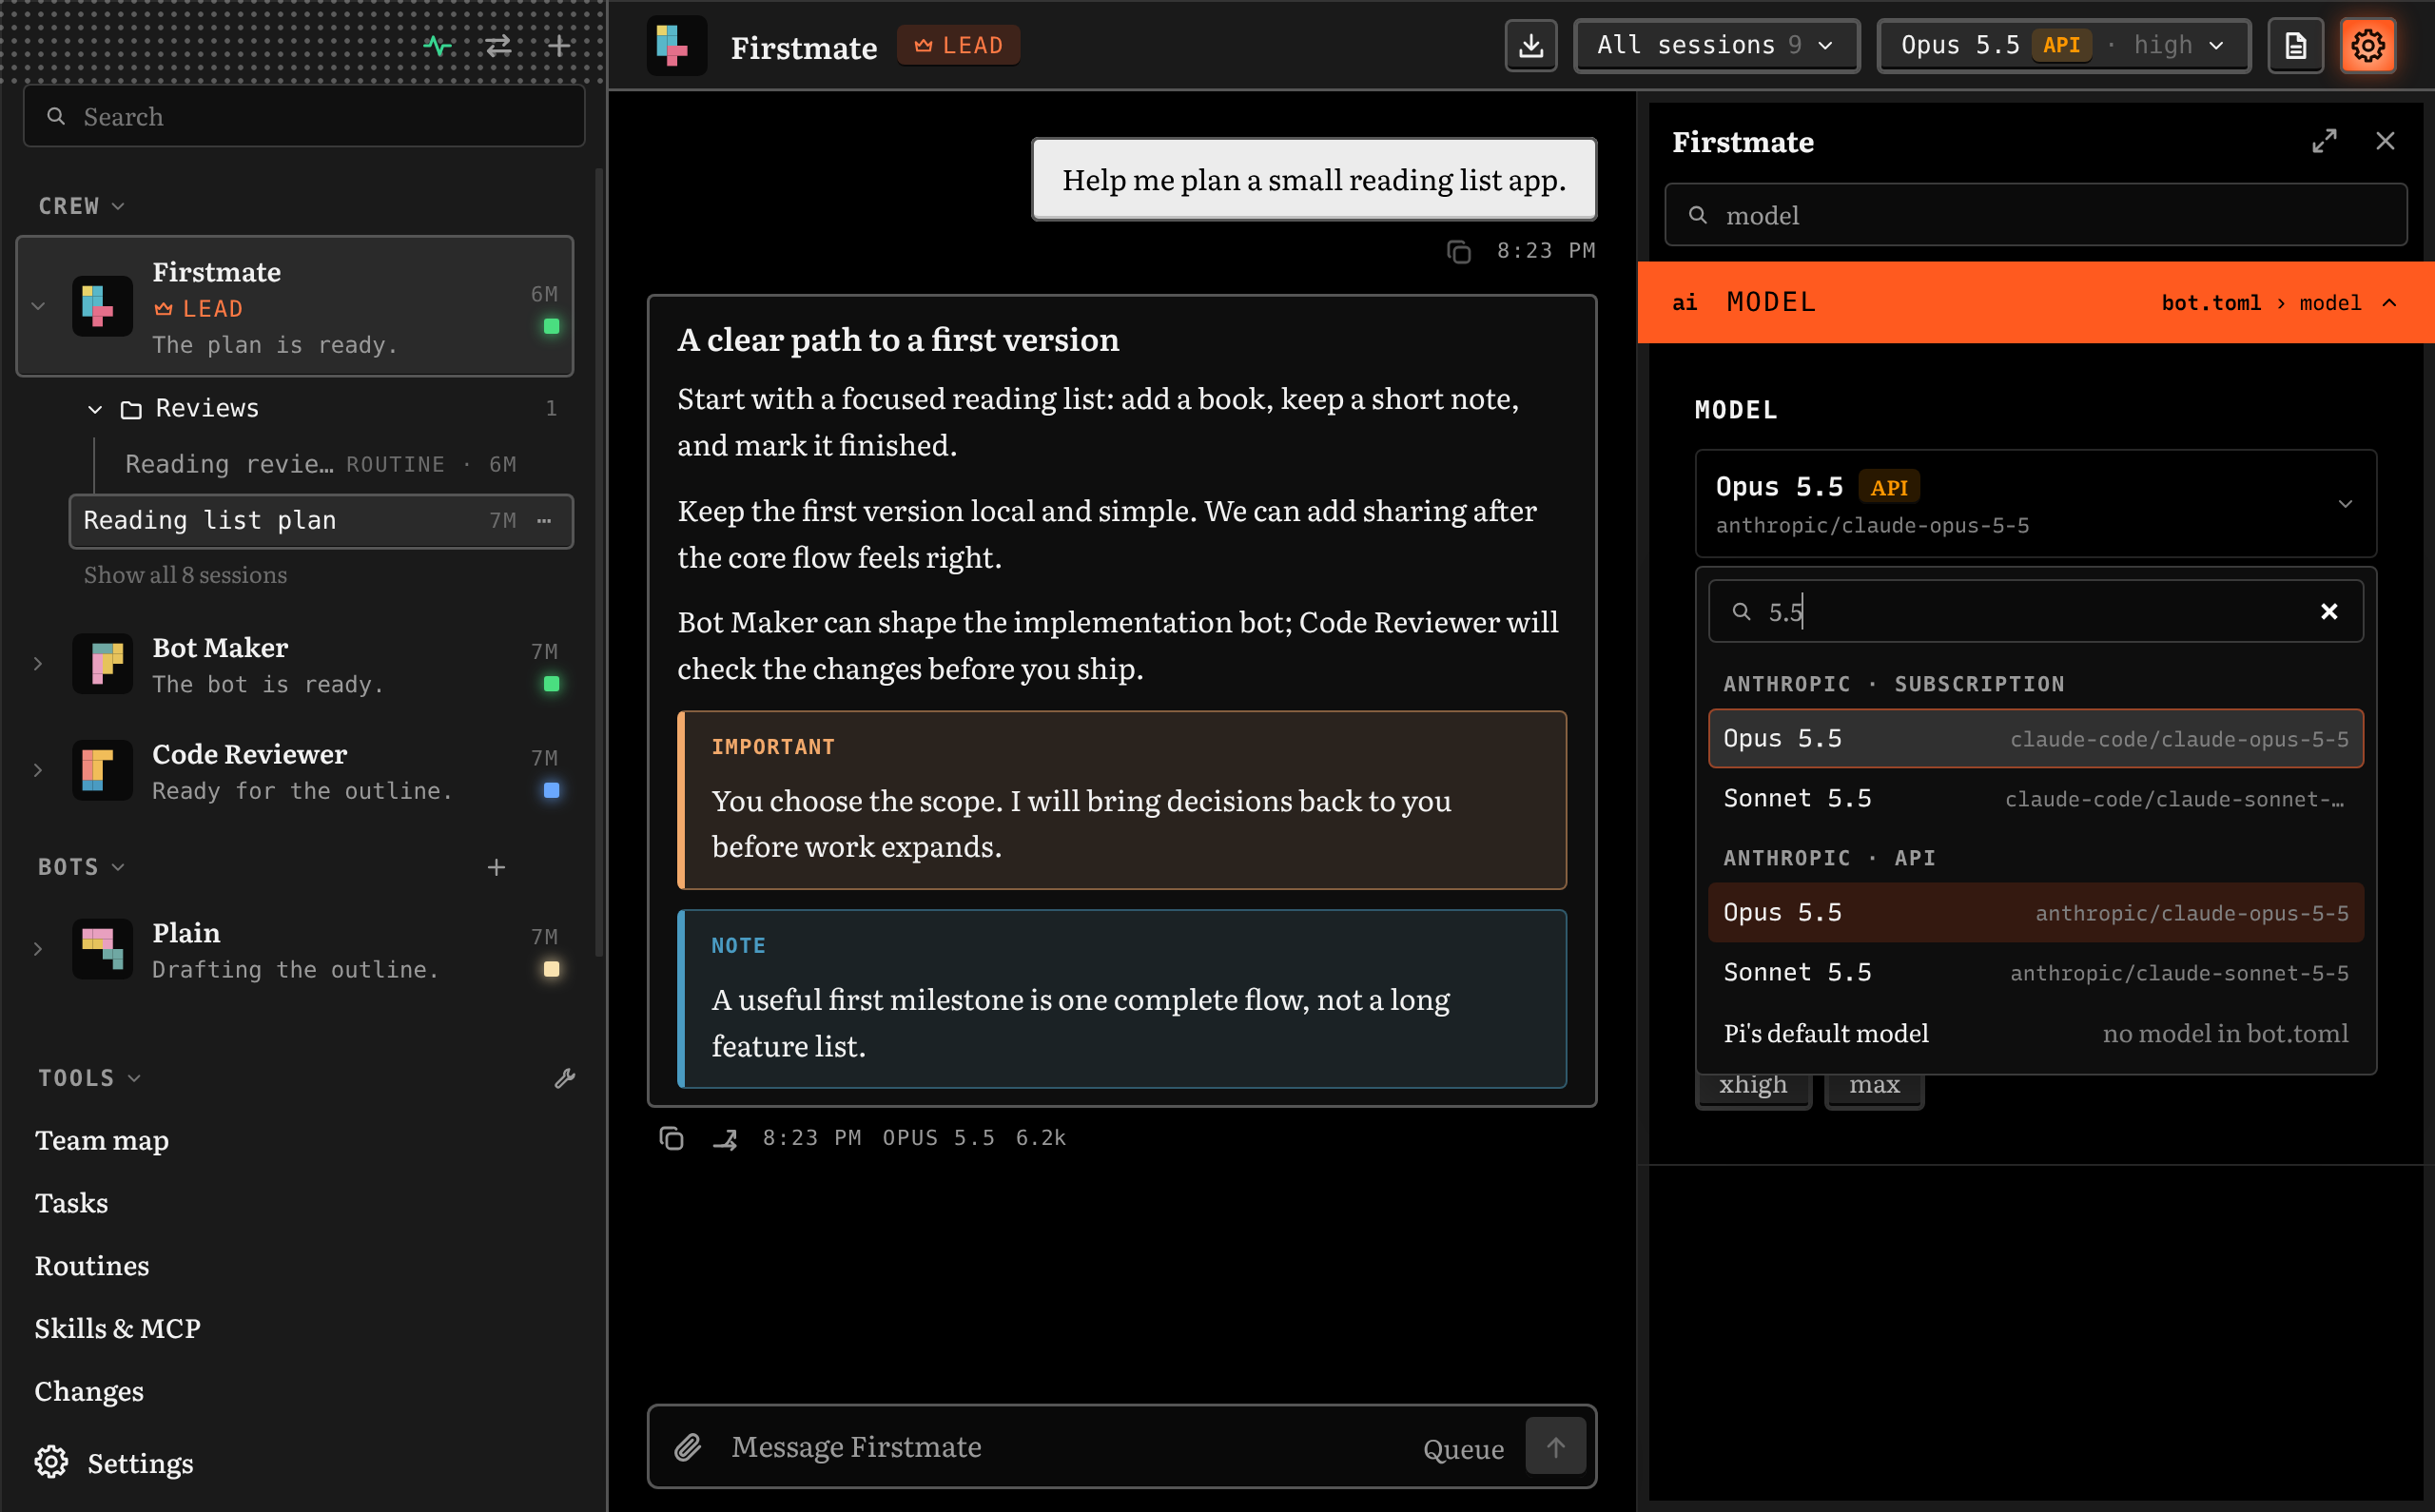 Search
CREW
Firstmate
LEAD
The plan is ready.
6M
Reviews 1
Reading revie… ROUTINE · 6M
Reading list plan 7M ···
Show all 8 sessions
Bot Maker 7M
The bot is ready.
Code Reviewer 7M
Ready for the outline.
BOTS
Plain 7M
Drafting the outline.
TOOLS
Team map
Tasks
Routines
Skills & MCP
Changes
Settings
Firstmate LEAD
All sessions 9
Opus 5.5 API · high
Help me plan a small reading list app.
8:23 PM
A clear path to a first version
Start with a focused reading list: add a book, keep a short note,
and mark it finished.
Keep the first version local and simple. We can add sharing after
the core flow feels right.
Bot Maker can shape the implementation bot; Code Reviewer will
check the changes before you ship.
IMPORTANT
You choose the scope. I will bring decisions back to you
before work expands.
NOTE
A useful first milestone is one complete flow, not a long
feature list.
8:23 PM OPUS 5.5 6.2k
Message Firstmate
Queue
Firstmate
model
ai MODEL bot.toml › model
MODEL
Opus 5.5 API
anthropic/claude-opus-5-5
5.5
ANTHROPIC · SUBSCRIPTION
Opus 5.5 claude-code/claude-opus-5-5
Sonnet 5.5 claude-code/claude-sonnet-…
ANTHROPIC · API
Opus 5.5 anthropic/claude-opus-5-5
Sonnet 5.5 anthropic/claude-sonnet-5-5
Pi's default model no model in bot.toml
xhigh
max